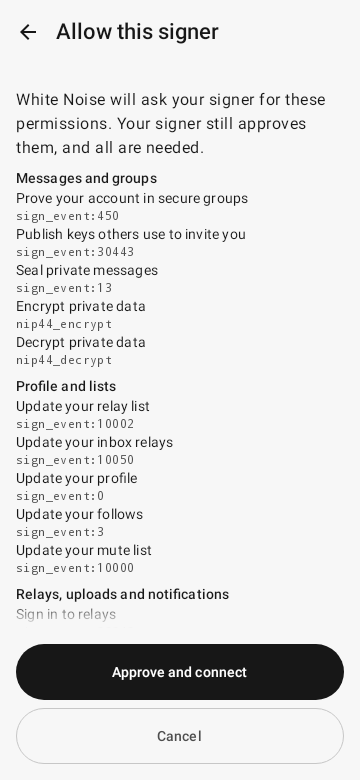 Allow this signer
White Noise will ask your signer for these
permissions. Your signer still approves
them, and all are needed.
Messages and groups
Prove your account in secure groups
sign_event:450
Publish keys others use to invite you
sign_event:30443
Seal private messages
sign_event:13
Encrypt private data
nip44_encrypt
Decrypt private data
nip44_decrypt
Profile and lists
Update your relay list
sign_event:10002
Update your inbox relays
sign_event:10050
Update your profile
sign_event:0
Update your follows
sign_event:3
Update your mute list
sign_event:10000
Relays, uploads and notifications
Sign in to relays
Approve and connect
Cancel